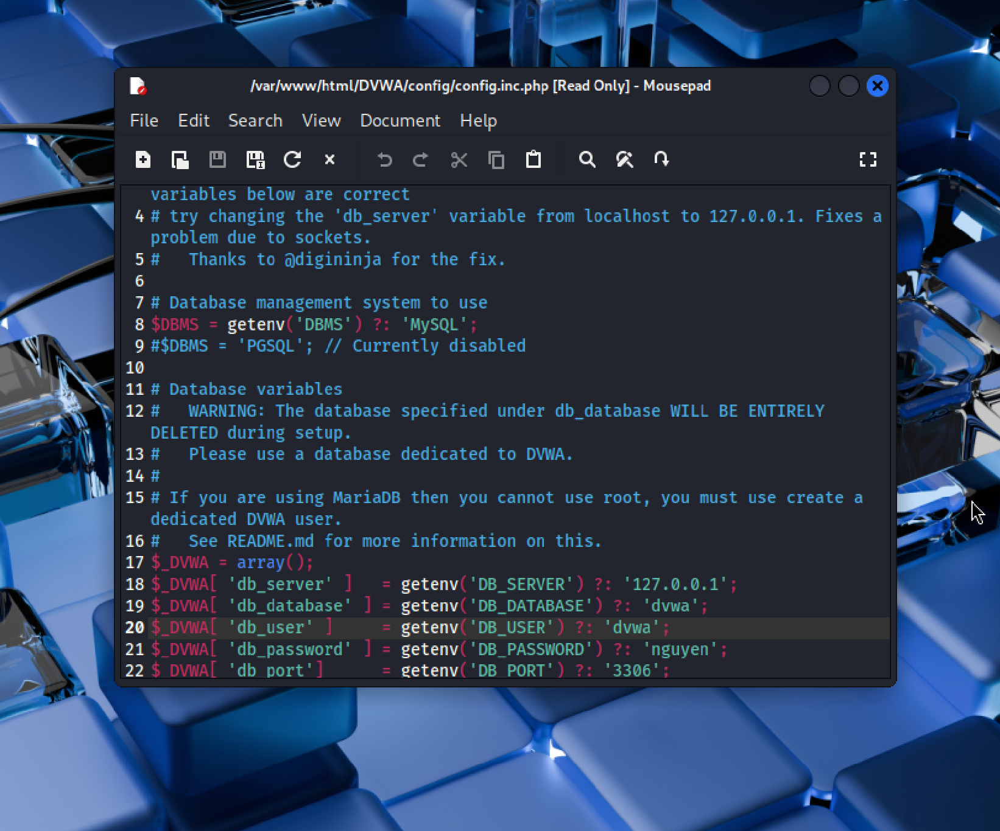 /var/www/html/DVWA/config/config.inc.php [Read Only] - Mousepad
File Edit Search View Document Help
variables below are correct
4 # try changing the 'db_server' variable from localhost to 127.0.0.1. Fixes a
problem due to sockets.
5 #   Thanks to @digininja for the fix.
6
7 # Database management system to use
8 $DBMS = getenv('DBMS') ?: 'MySQL';
9 #$DBMS = 'PGSQL'; // Currently disabled
10
11 # Database variables
12 #   WARNING: The database specified under db_database WILL BE ENTIRELY
DELETED during setup.
13 #   Please use a database dedicated to DVWA.
14 #
15 # If you are using MariaDB then you cannot use root, you must use create a
dedicated DVWA user.
16 #   See README.md for more information on this.
17 $_DVWA = array();
18 $_DVWA[ 'db_server' ]   = getenv('DB_SERVER') ?: '127.0.0.1';
19 $_DVWA[ 'db_database' ] = getenv('DB_DATABASE') ?: 'dvwa';
20 $_DVWA[ 'db_user' ]     = getenv('DB_USER') ?: 'dvwa';
21 $_DVWA[ 'db_password' ] = getenv('DB_PASSWORD') ?: 'nguyen';
22 $_DVWA[ 'db_port']      = getenv('DB_PORT') ?: '3306';